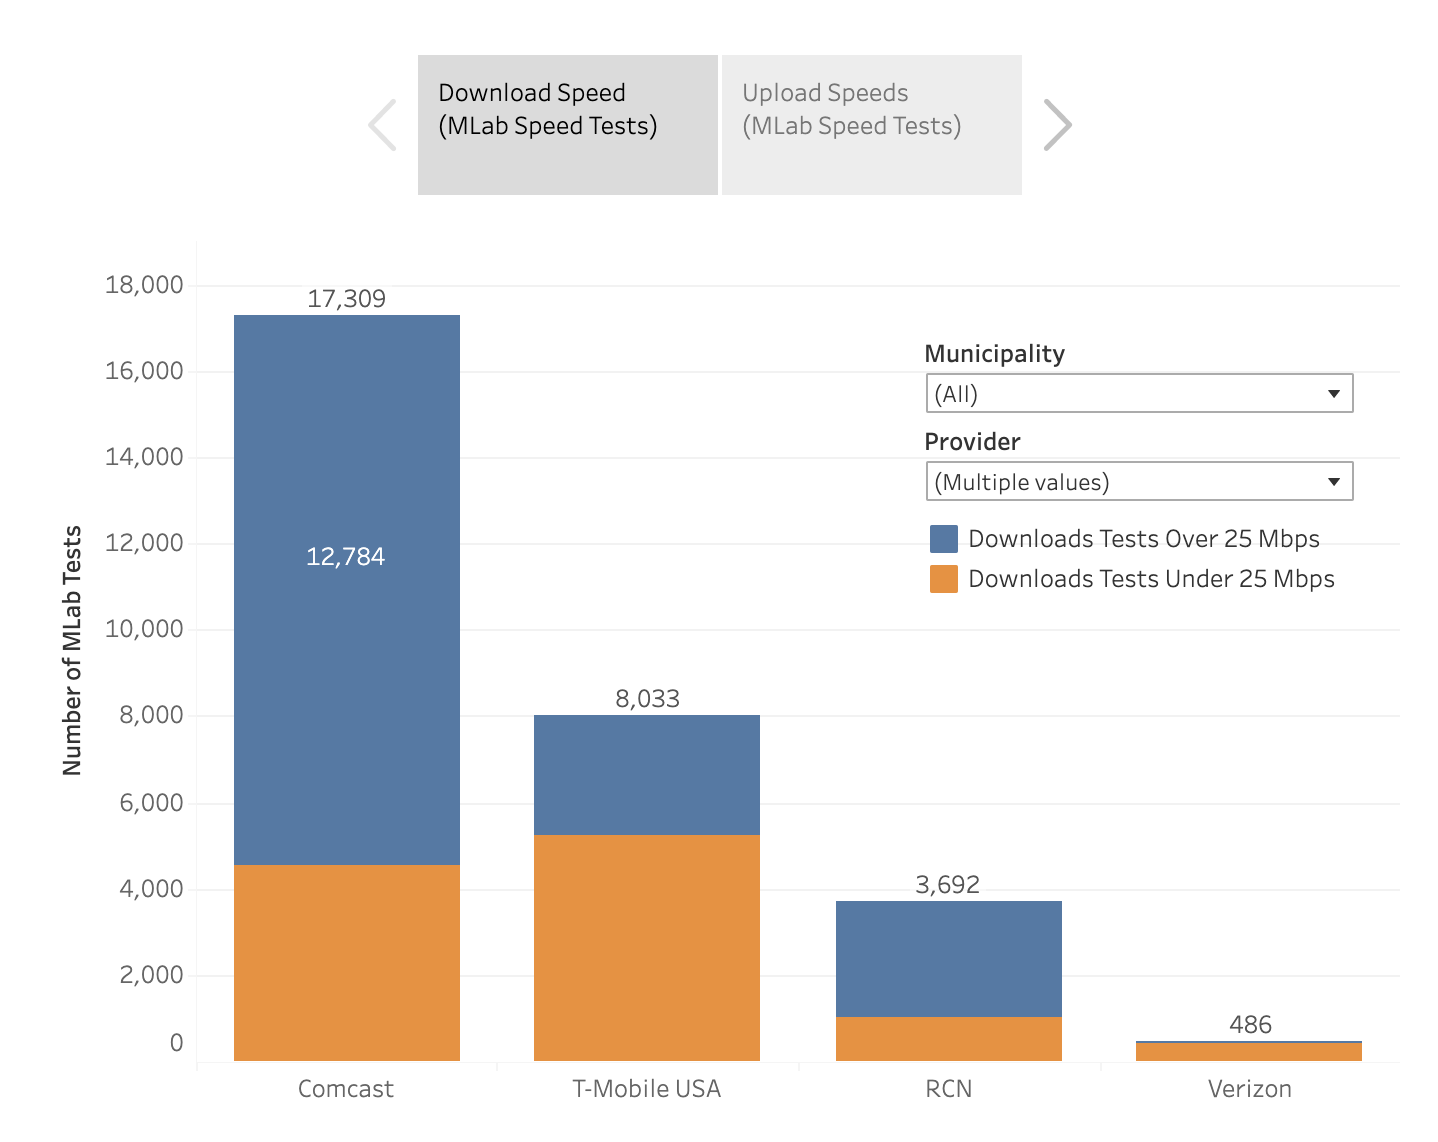 Download Speed
(MLab Speed Tests)
Upload Speeds
(MLab Speed Tests)
Number of MLab Tests
18,000
16,000
14,000
12,000
10,000
8,000
6,000
4,000
2,000
0
17,309
12,784
8,033
3,692
486
Municipality
(All)
Provider
(Multiple values)
Downloads Tests Over 25 Mbps
Downloads Tests Under 25 Mbps
Comcast
T-Mobile USA
RCN
Verizon